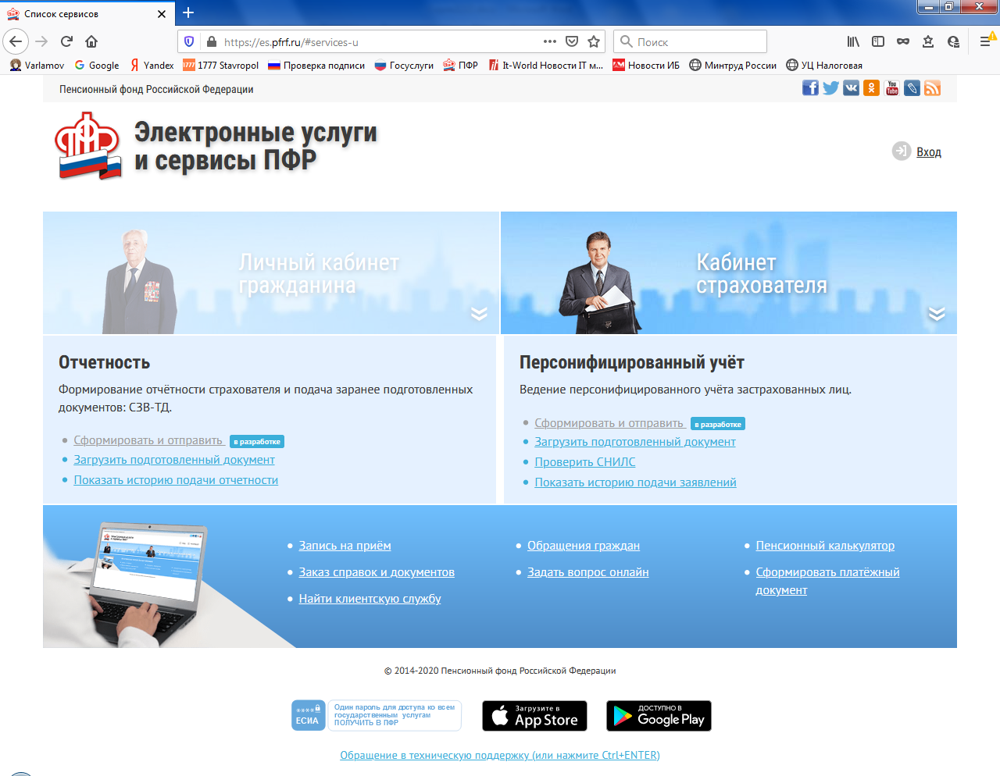 Список сервисов
https://es.pfrf.ru/#services-u
Поиск
Varlamov Google Yandex 1777 Stavropol Проверка подписи Госуслуги ПФР It-World Новости IT м... Новости ИБ Минтруд России УЦ Налоговая
Пенсионный фонд Российской Федерации
Электронные услуги
и сервисы ПФР
Вход
Личный кабинет
гражданина
Кабинет
страхователя
Отчетность
Формирование отчётности страхователя и подача заранее подготовленных
документов: СЗВ-ТД.
Сформировать и отправить в разработке
Загрузить подготовленный документ
Показать историю подачи отчетности
Персонифицированный учёт
Ведение персонифицированного учёта застрахованных лиц.
Сформировать и отправить в разработке
Загрузить подготовленный документ
Проверить СНИЛС
Показать историю подачи заявлений
Запись на приём
Заказ справок и документов
Найти клиентскую службу
Обращения граждан
Задать вопрос онлайн
Пенсионный калькулятор
Сформировать платёжный
документ
© 2014-2020 Пенсионный фонд Российской Федерации
****
ЕСИА
Один пароль для доступа ко всем
государственным услугам
ПОЛУЧИТЬ В ПФР
Загрузите в
App Store
ДОСТУПНО В
Google Play
Обращение в техническую поддержку (или нажмите Ctrl+ENTER)